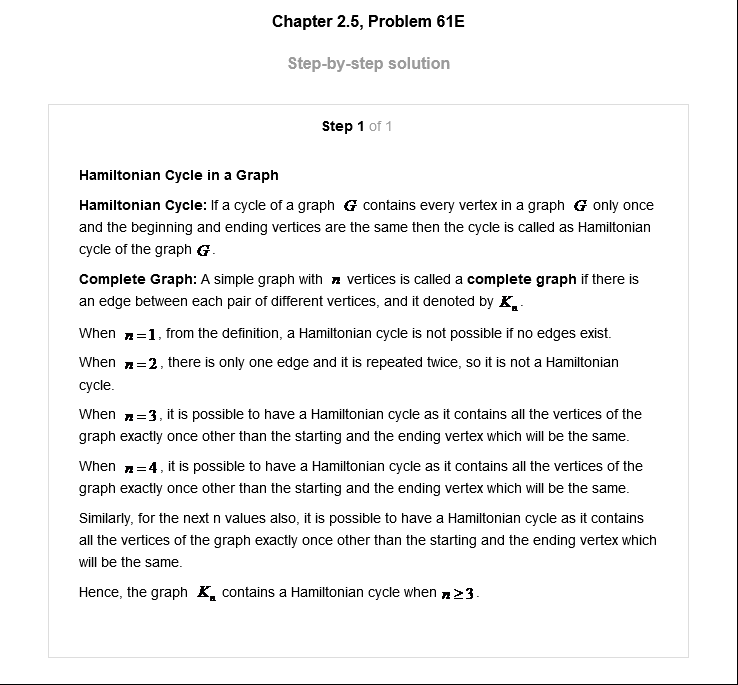 Chapter 2.5, Problem 61E
Step-by-step solution
Step 1 of 1
Hamiltonian Cycle in a Graph
Hamiltonian Cycle: If a cycle of a graph G contains every vertex in a graph G only once
and the beginning and ending vertices are the same then the cycle is called as Hamiltonian
cycle of the graph G.
Complete Graph: A simple graph with n vertices is called a complete graph if there is
an edge between each pair of different vertices, and it denoted by Kₙ.
When n=1, from the definition, a Hamiltonian cycle is not possible if no edges exist.
When n=2, there is only one edge and it is repeated twice, so it is not a Hamiltonian
cycle.
When n=3, it is possible to have a Hamiltonian cycle as it contains all the vertices of the
graph exactly once other than the starting and the ending vertex which will be the same.
When n=4, it is possible to have a Hamiltonian cycle as it contains all the vertices of the
graph exactly once other than the starting and the ending vertex which will be the same.
Similarly, for the next n values also, it is possible to have a Hamiltonian cycle as it contains
all the vertices of the graph exactly once other than the starting and the ending vertex which
will be the same.
Hence, the graph Kₙ contains a Hamiltonian cycle when n≥3.